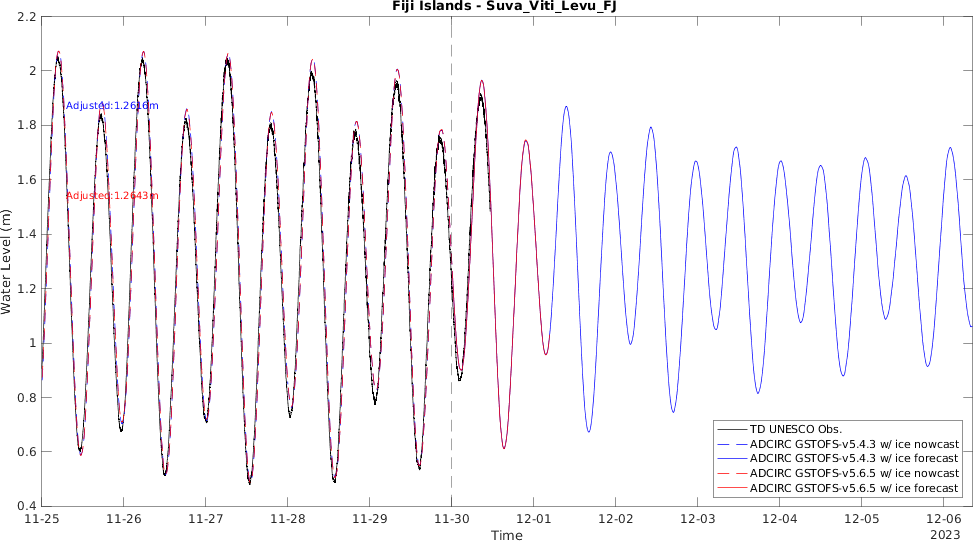 Fiji Islands - Suva_Viti_Levu_FJ
2.2
2
1.8
1.6
1.4
1.2
1
0.8
0.6
0.4
Water Level (m)
Adjusted:1.2616m
Adjusted:1.2643m
TD UNESCO Obs.
ADCIRC GSTOFS-v5.4.3 w/ ice nowcast
ADCIRC GSTOFS-v5.4.3 w/ ice forecast
ADCIRC GSTOFS-v5.6.5 w/ ice nowcast
ADCIRC GSTOFS-v5.6.5 w/ ice forecast
11-25 11-26 11-27 11-28 11-29 11-30 12-01 12-02 12-03 12-04 12-05 12-06
Time 2023